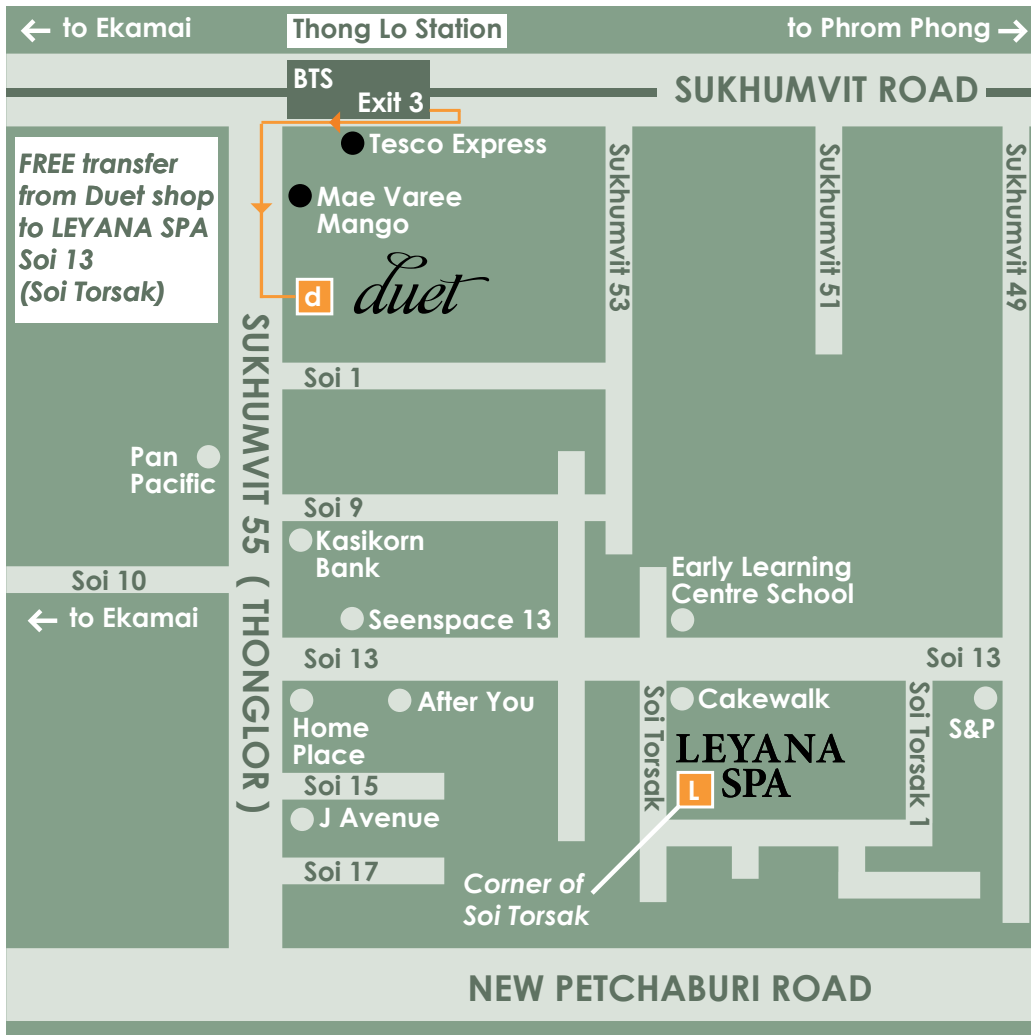 ← to Ekamai
Thong Lo Station
to Phrom Phong →
BTS
Exit 3
SUKHUMVIT ROAD
FREE transfer
from Duet shop
to LEYANA SPA
Soi 13
(Soi Torsak)
Tesco Express
Mae Varee
Mango
d
duet
Sukhumvit 53
Sukhumvit 51
Sukhumvit 49
SUKHUMVIT 55 (THONGLOR)
Soi 1
Pan
Pacific
Soi 9
Kasikorn
Bank
Soi 10
← to Ekamai
Seenspace 13
Early Learning
Centre School
Soi 13
Soi 13
Home
Place
After You
Soi Torsak
Cakewalk
Soi Torsak 1
S&P
LEYANA
SPA
L
Soi 15
J Avenue
Soi 17
Corner of
Soi Torsak
NEW PETCHABURI ROAD